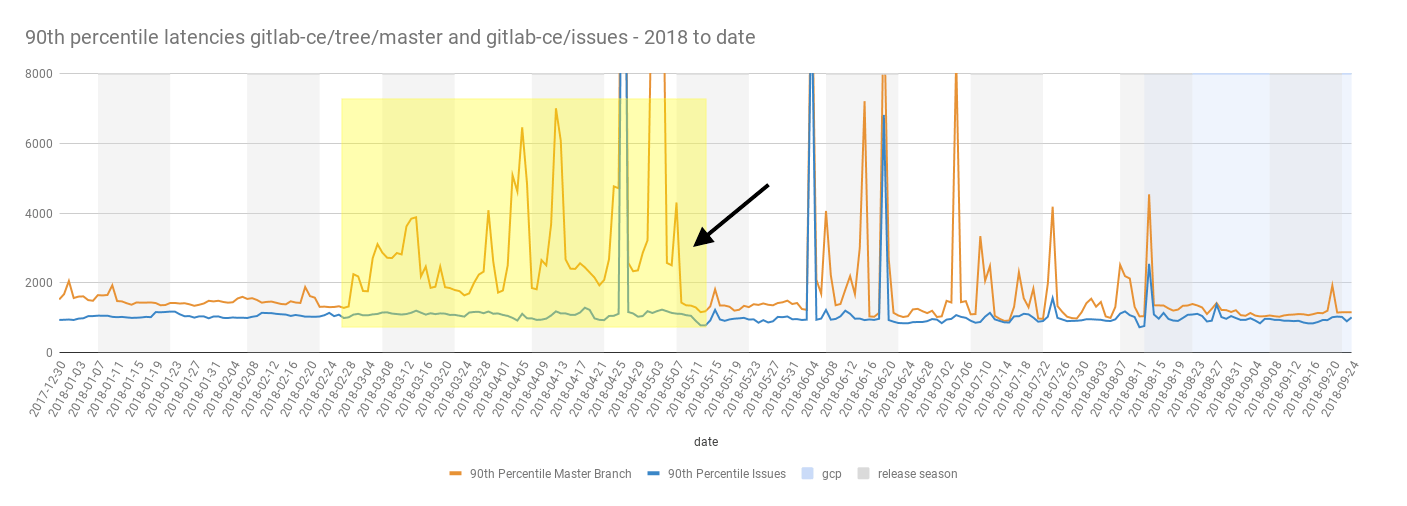 90th percentile latencies gitlab-ce/tree/master and gitlab-ce/issues - 2018 to date
8000
6000
4000
2000
0
2017-12-30 2018-01-03 2018-01-07 2018-01-11 2018-01-15 2018-01-19 2018-01-23 2018-01-27 2018-01-31 2018-02-04 2018-02-08 2018-02-12 2018-02-16 2018-02-20 2018-02-24 2018-02-28 2018-03-04 2018-03-08 2018-03-12 2018-03-16 2018-03-20 2018-03-24 2018-03-28 2018-04-01 2018-04-05 2018-04-09 2018-04-13 2018-04-17 2018-04-21 2018-04-25 2018-04-29 2018-05-03 2018-05-07 2018-05-11 2018-05-15 2018-05-19 2018-05-23 2018-05-27 2018-05-31 2018-06-04 2018-06-08 2018-06-12 2018-06-16 2018-06-20 2018-06-24 2018-06-28 2018-07-02 2018-07-06 2018-07-10 2018-07-14 2018-07-18 2018-07-22 2018-07-26 2018-07-30 2018-08-03 2018-08-07 2018-08-11 2018-08-15 2018-08-19 2018-08-23 2018-08-27 2018-08-31 2018-09-04 2018-09-08 2018-09-12 2018-09-16 2018-09-20 2018-09-24
date
90th Percentile Master Branch 90th Percentile Issues gcp release season